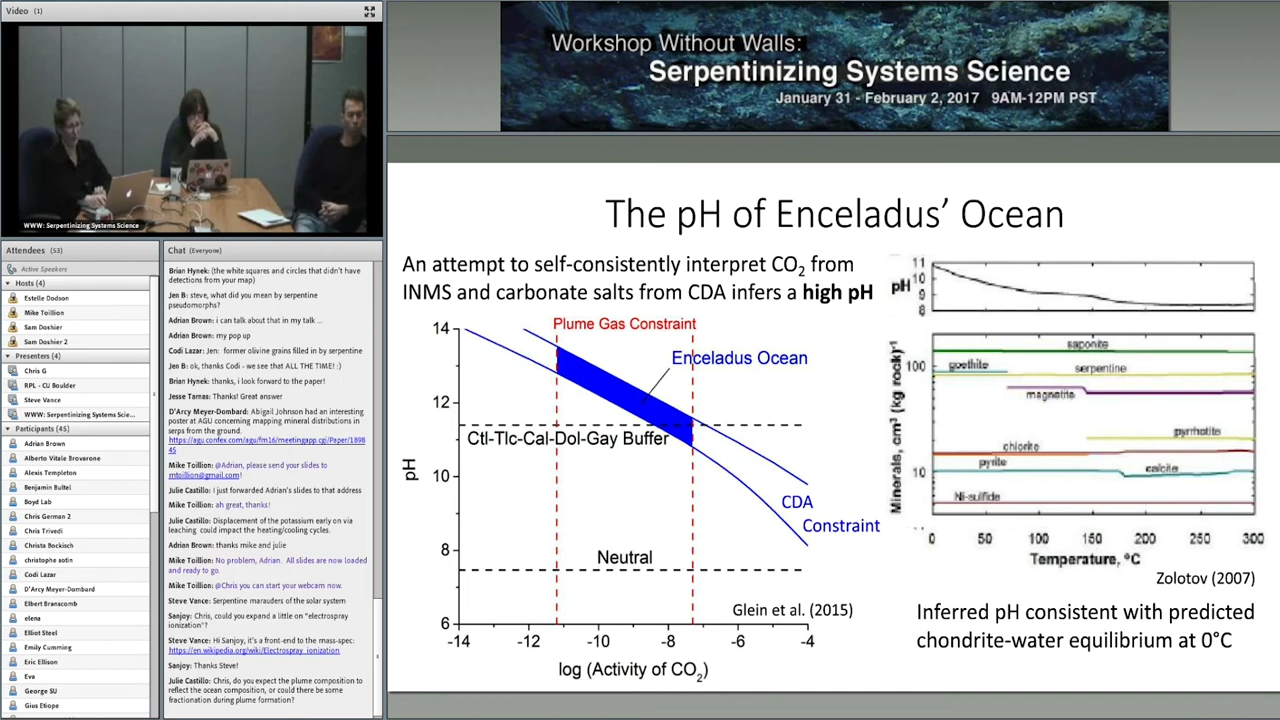 Video (1)
WWW: Serpentinizing Systems Science
Attendees (53)
Active Speakers
Hosts (4)
Estelle Dodson
Mike Toillion
Sam Doshier
Sam Doshier 2
Presenters (4)
Chris G
RPL - CU Boulder
Steve Vance
WWW: Serpentinizing Systems Scie...
Participants (45)
Adrian Brown
Alberto Vitale Brovarone
Alexis Templeton
Benjamin Bultel
Boyd Lab
Chris German 2
Chris Trivedi
Christa Bockisch
christophe sotin
Codi Lazar
D'Arcy Meyer-Dombard
Elbert Branscomb
elena
Elliot Steel
Emily Cumming
Eric Ellison
Eva
George SU
Gius Etiope
Chat (Everyone)
Brian Hynek: (the white squares and circles that didn't have
detections from your map)
Jen B: steve, what did you mean by serpentine
pseudomorphs?
Adrian Brown: i can talk about that in my talk ...
Adrian Brown: my pop up
Codi Lazar: Jen: former olivine grains filled in by serpentine
Jen B: ok, thanks Codi - we see that ALL THE TIME! :)
Brian Hynek: thanks, i look forward to the paper!
Jesse Tarnas: Thanks! Great answer
D'Arcy Meyer-Dombard: Abigail Johnson had an interesting
poster at AGU concerning mapping mineral distributions in
serps from the ground.
https://agu.confex.com/agu/fm16/meetingapp.cgi/Paper/1898
45
Mike Toillion: @Adrian, please send your slides to
mtoillion@gmail.com!
Julie Castillo: I just forwarded Adrian's slides to that address
Mike Toillion: ah great, thanks!
Julie Castillo: Displacement of the potassium early on via
leaching could impact the heating/cooling cycles.
Adrian Brown: thanks mike and julie
Mike Toillion: No problem, Adrian. All slides are now loaded
and ready to go.
Mike Toillion: @Chris you can start your webcam now.
Steve Vance: Serpentine marauders of the solar system
Sanjoy: Chris, could you expand a little on "electrospray
ionization"?
Steve Vance: Hi Sanjoy, it's a front-end to the mass-spec:
https://en.wikipedia.org/wiki/Electrospray_ionization
Sanjoy: Thanks Steve!
Julie Castillo: Chris, do you expect the plume composition to
reflect the ocean composition, or could there be some
fractionation during plume formation?
Workshop Without Walls:
Serpentinizing Systems Science
January 31 - February 2, 2017 9AM-12PM PST
The pH of Enceladus' Ocean
An attempt to self-consistently interpret CO2 from
INMS and carbonate salts from CDA infers a high pH
Plume Gas Constraint
Enceladus Ocean
Ctl-Tlc-Cal-Dol-Gay Buffer
CDA
Constraint
Neutral
Glein et al. (2015)
pH
14
12
10
8
6
-14
-12
-10
-8
-6
-4
log (Activity of CO2)
pH
11
10
9
8
saponite
goethite
serpentine
magnetite
pyrrhotite
chlorite
pyrite
calcite
Ni-sulfide
Minerals, cm3 (kg rock)-1
100
10
0 50 100 150 200 250 300
Temperature, °C
Zolotov (2007)
Inferred pH consistent with predicted
chondrite-water equilibrium at 0°C